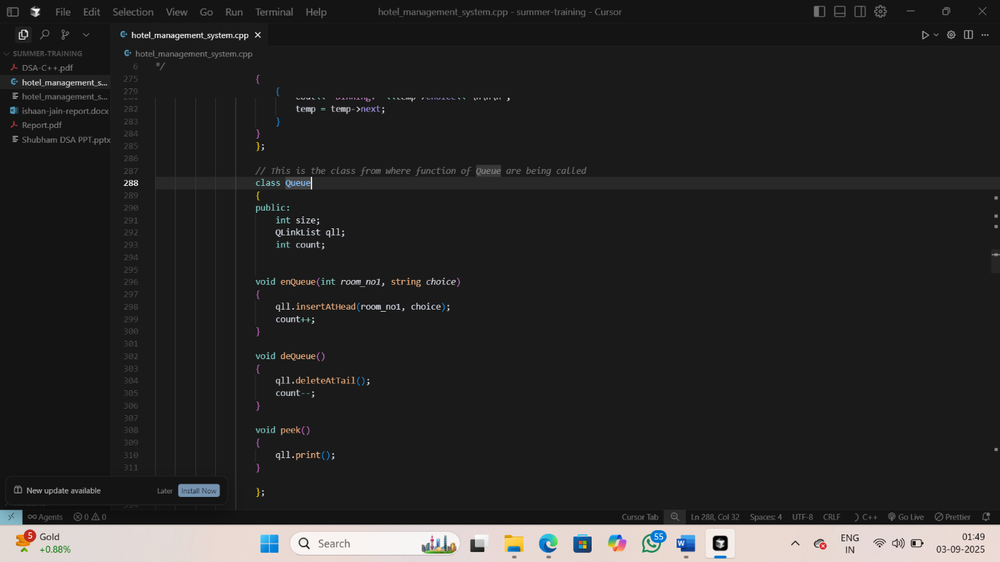 File Edit Selection View Go Run Terminal Help
hotel_management_system.cpp - summer-training - Cursor
hotel_management_system.cpp
SUMMER-TRAINING
DSA-C++.pdf
hotel_management_s...
hotel_management_s...
ishaan-jain-report.docx
Report.pdf
Shubham DSA PPT.pptx
hotel_management_system.cpp
6 */
275 {
279 {
282 temp = temp->next;
283 }
284 }
285 };
286
287 // This is the class from where function of Queue are being called
288 class Queue
289 {
290 public:
291 int size;
292 QLinkList qll;
293 int count;
294
295
296 void enQueue(int room_no1, string choice)
297 {
298 qll.insertAtHead(room_no1, choice);
299 count++;
300 }
301
302 void deQueue()
303 {
304 qll.deleteAtTail();
305 count--;
306 }
307
308 void peek()
309 {
310 qll.print();
311 }
};
New update available Later Install Now
Agents 0 0
Cursor Tab Ln 288, Col 32 Spaces: 4 UTF-8 CRLF C++ Go Live Prettier
5 Gold
+0.88%
Search
55
ENG
IN
01:49
03-09-2025